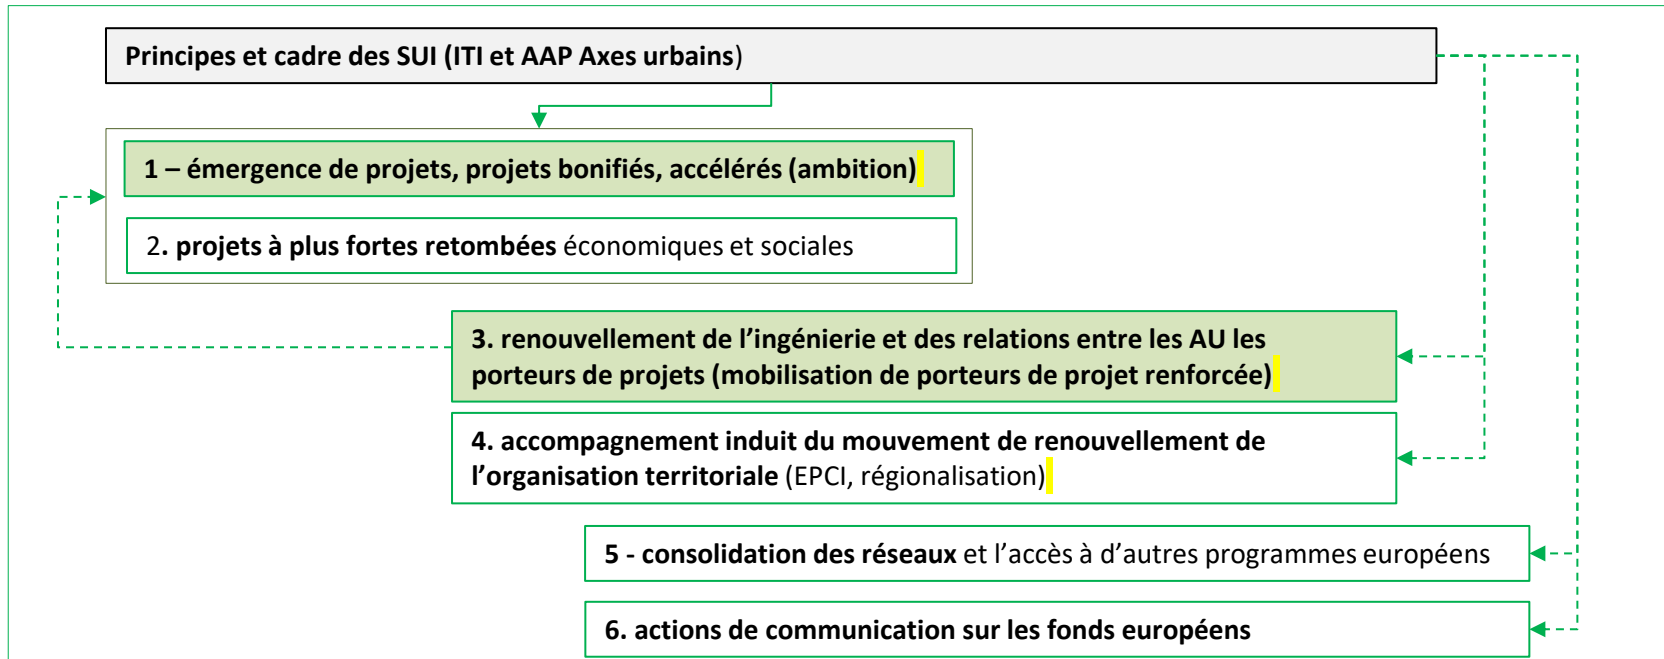 Principes et cadre des SUI (ITI et AAP Axes urbains)
1 – émergence de projets, projets bonifiés, accélérés (ambition)
2. projets à plus fortes retombées économiques et sociales
3. renouvellement de l’ingénierie et des relations entre les AU les
porteurs de projets (mobilisation de porteurs de projet renforcée)
4. accompagnement induit du mouvement de renouvellement de
l’organisation territoriale (EPCI, régionalisation)
5 - consolidation des réseaux et l’accès à d’autres programmes européens
6. actions de communication sur les fonds européens